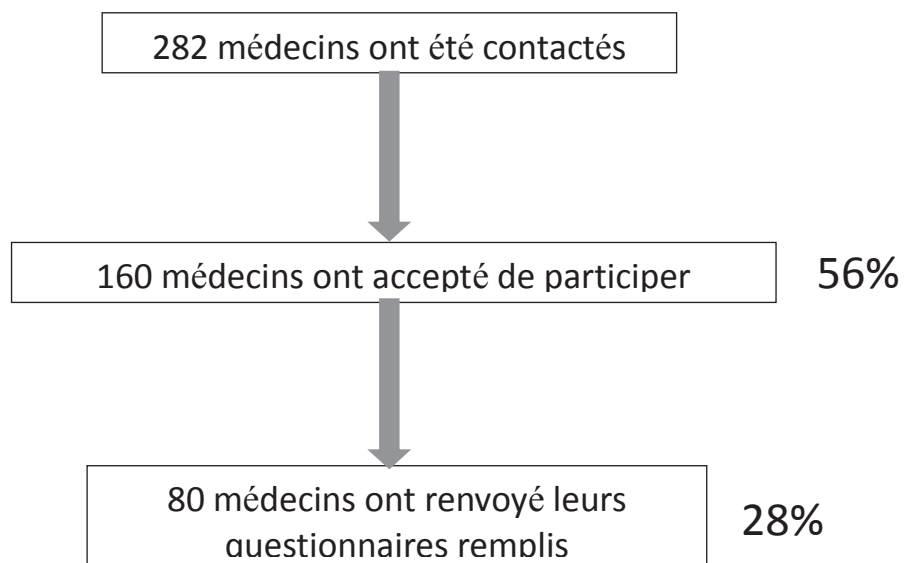 282 médecins ont été contactés
160 médecins ont accepté de participer
56%
80 médecins ont renvoyé leurs
questionnaires remplis
28%